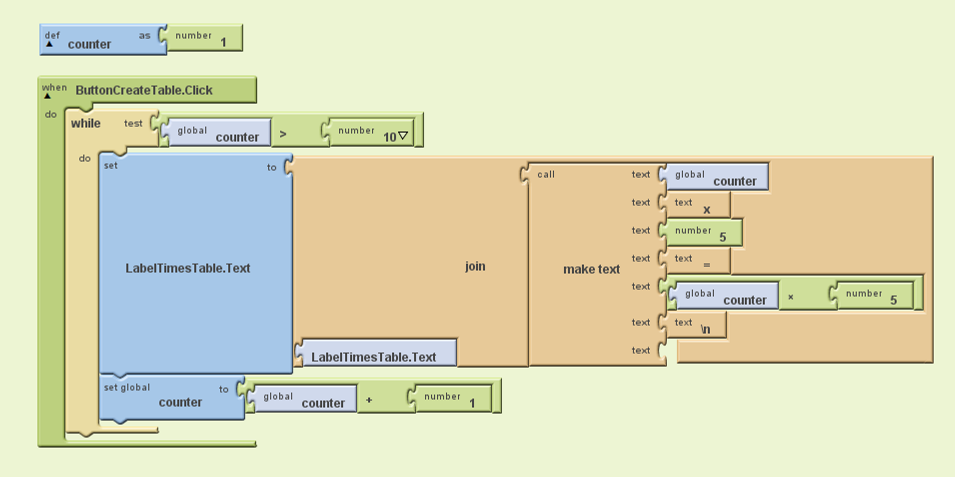 def counter as number 1
when ButtonCreateTable.Click
do
while test global counter > number 10
do
set LabelTimesTable.Text to
LabelTimesTable.Text
join
call make text
text global counter
text text x
text number 5
text text =
text global counter × number 5
text text \n
text
set global counter to global counter + number 1